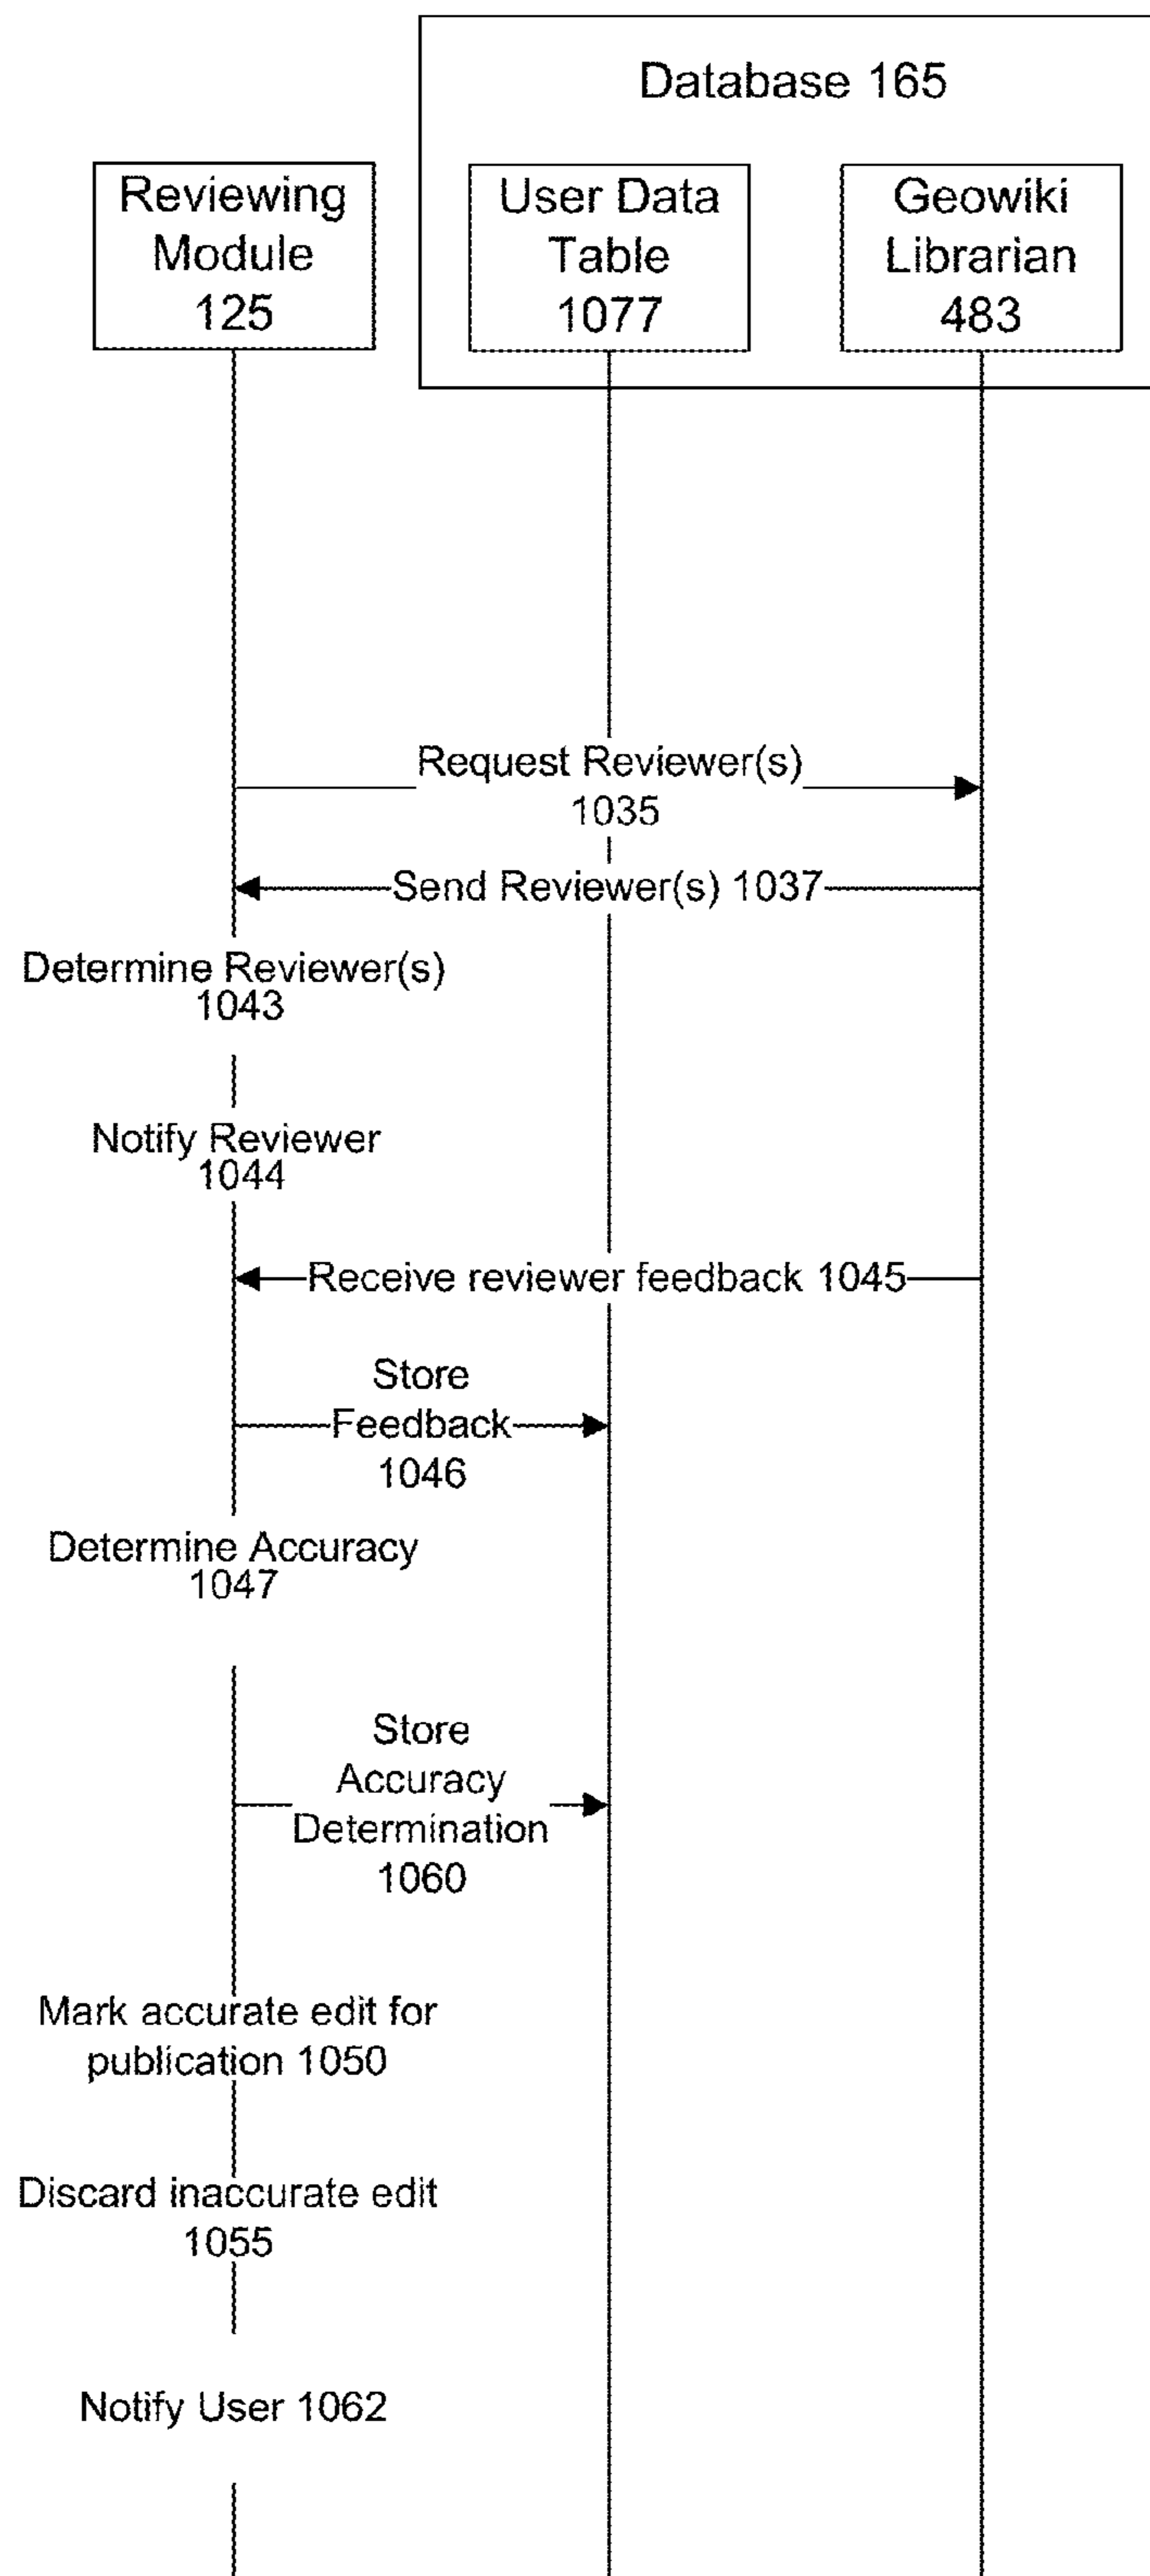 Database 165
Reviewing
Module
125
User Data
Table
1077
Geowiki
Librarian
483
Request Reviewer(s)
1035
Send Reviewer(s) 1037
Determine Reviewer(s)
1043
Notify Reviewer
1044
Receive reviewer feedback 1045
Store
Feedback
1046
Determine Accuracy
1047
Store
Accuracy
Determination
1060
Mark accurate edit for
publication 1050
Discard inaccurate edit
1055
Notify User 1062